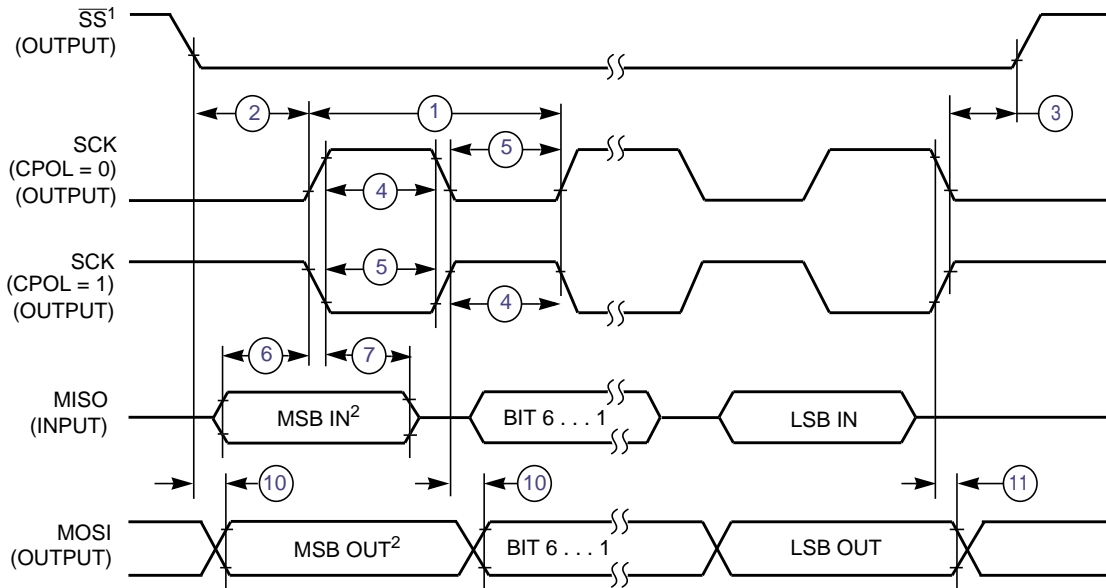 SS¹
(OUTPUT)
2
1
3
SCK
(CPOL = 0)
(OUTPUT)
5
4
SCK
(CPOL = 1)
(OUTPUT)
5
4
6
7
MISO
(INPUT)
MSB IN²
BIT 6 . . . 1
LSB IN
10
10
11
MOSI
(OUTPUT)
MSB OUT²
BIT 6 . . . 1
LSB OUT